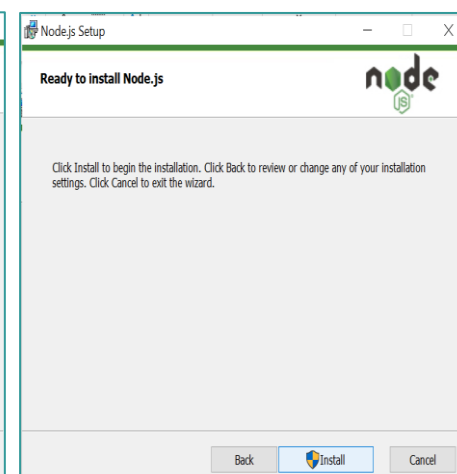 Node.js Setup
Ready to install Node.js
node
JS
Click Install to begin the installation. Click Back to review or change any of your installation
settings. Click Cancel to exit the wizard.
Back Install Cancel